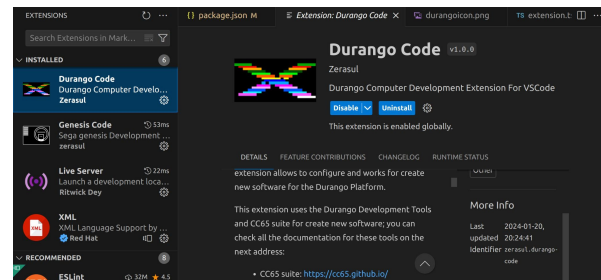 EXTENSIONS
Search Extensions in Mark...
INSTALLED 6
Durango Code
Durango Computer Develo...
Zerasul
Genesis Code 53ms
Sega genesis Development ...
zerasul
Live Server 22ms
Launch a development loca...
Ritwick Dey
XML
XML
XML Language Support by ...
Red Hat
RECOMMENDED 8
ESLint 32M 4.5
{} package.json M
Extension: Durango Code
durangoicon.png
TS extension.t:
Durango Code v1.0.0
Zerasul
Durango Computer Development Extension For VSCode
Disable
Uninstall
This extension is enabled globally.
DETAILS FEATURE CONTRIBUTIONS CHANGELOG RUNTIME STATUS
extension allows to configure and works for create
new software for the Durango Platform.
This extension uses the Durango Development Tools
and CC65 suite for create new software; you can
check all the documentation for these tools on the
next address:
• CC65 suite: https://cc65.github.io/
Other
More Info
Last 2024-01-20,
updated 20:24:41
Identifier zerasul.durango-
code